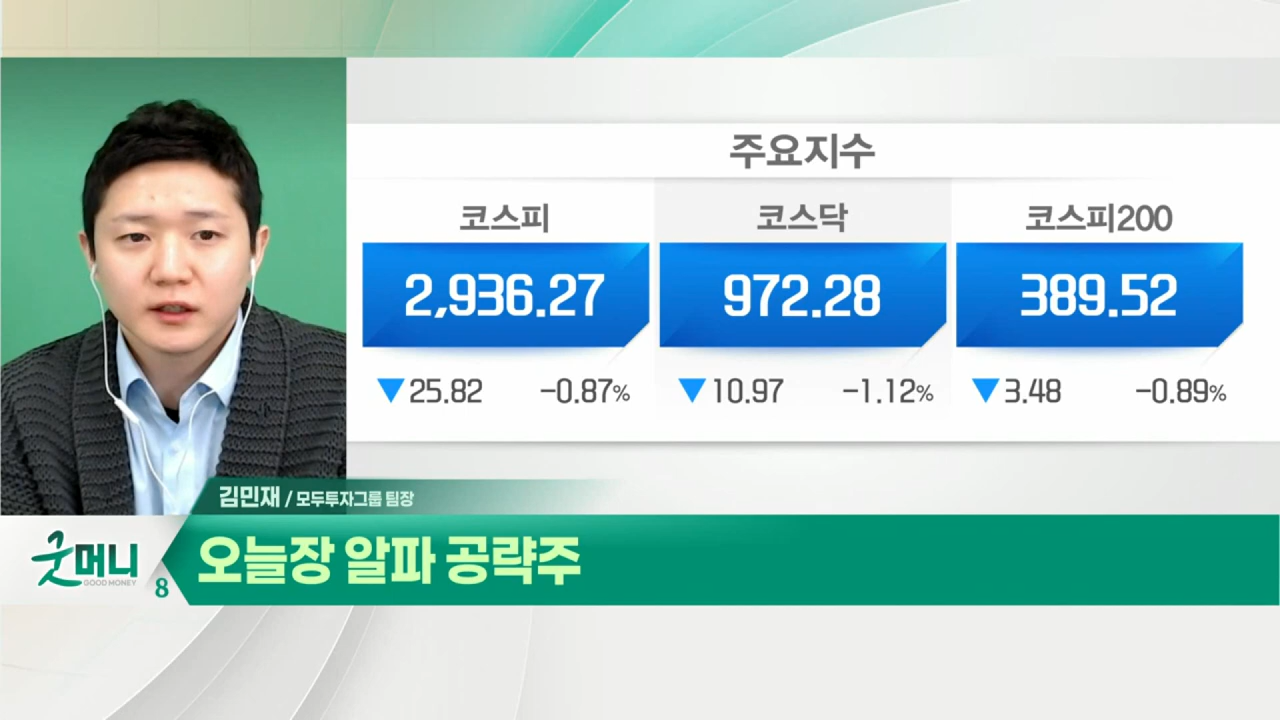 주요지수
코스피 코스닥 코스피200
2,936.27 972.28 389.52
▼25.82 -0.87% ▼10.97 -1.12% ▼3.48 -0.89%
김민재 / 모두투자그룹 팀장
굿머니
GOOD MONEY
8
오늘장 알파 공략주